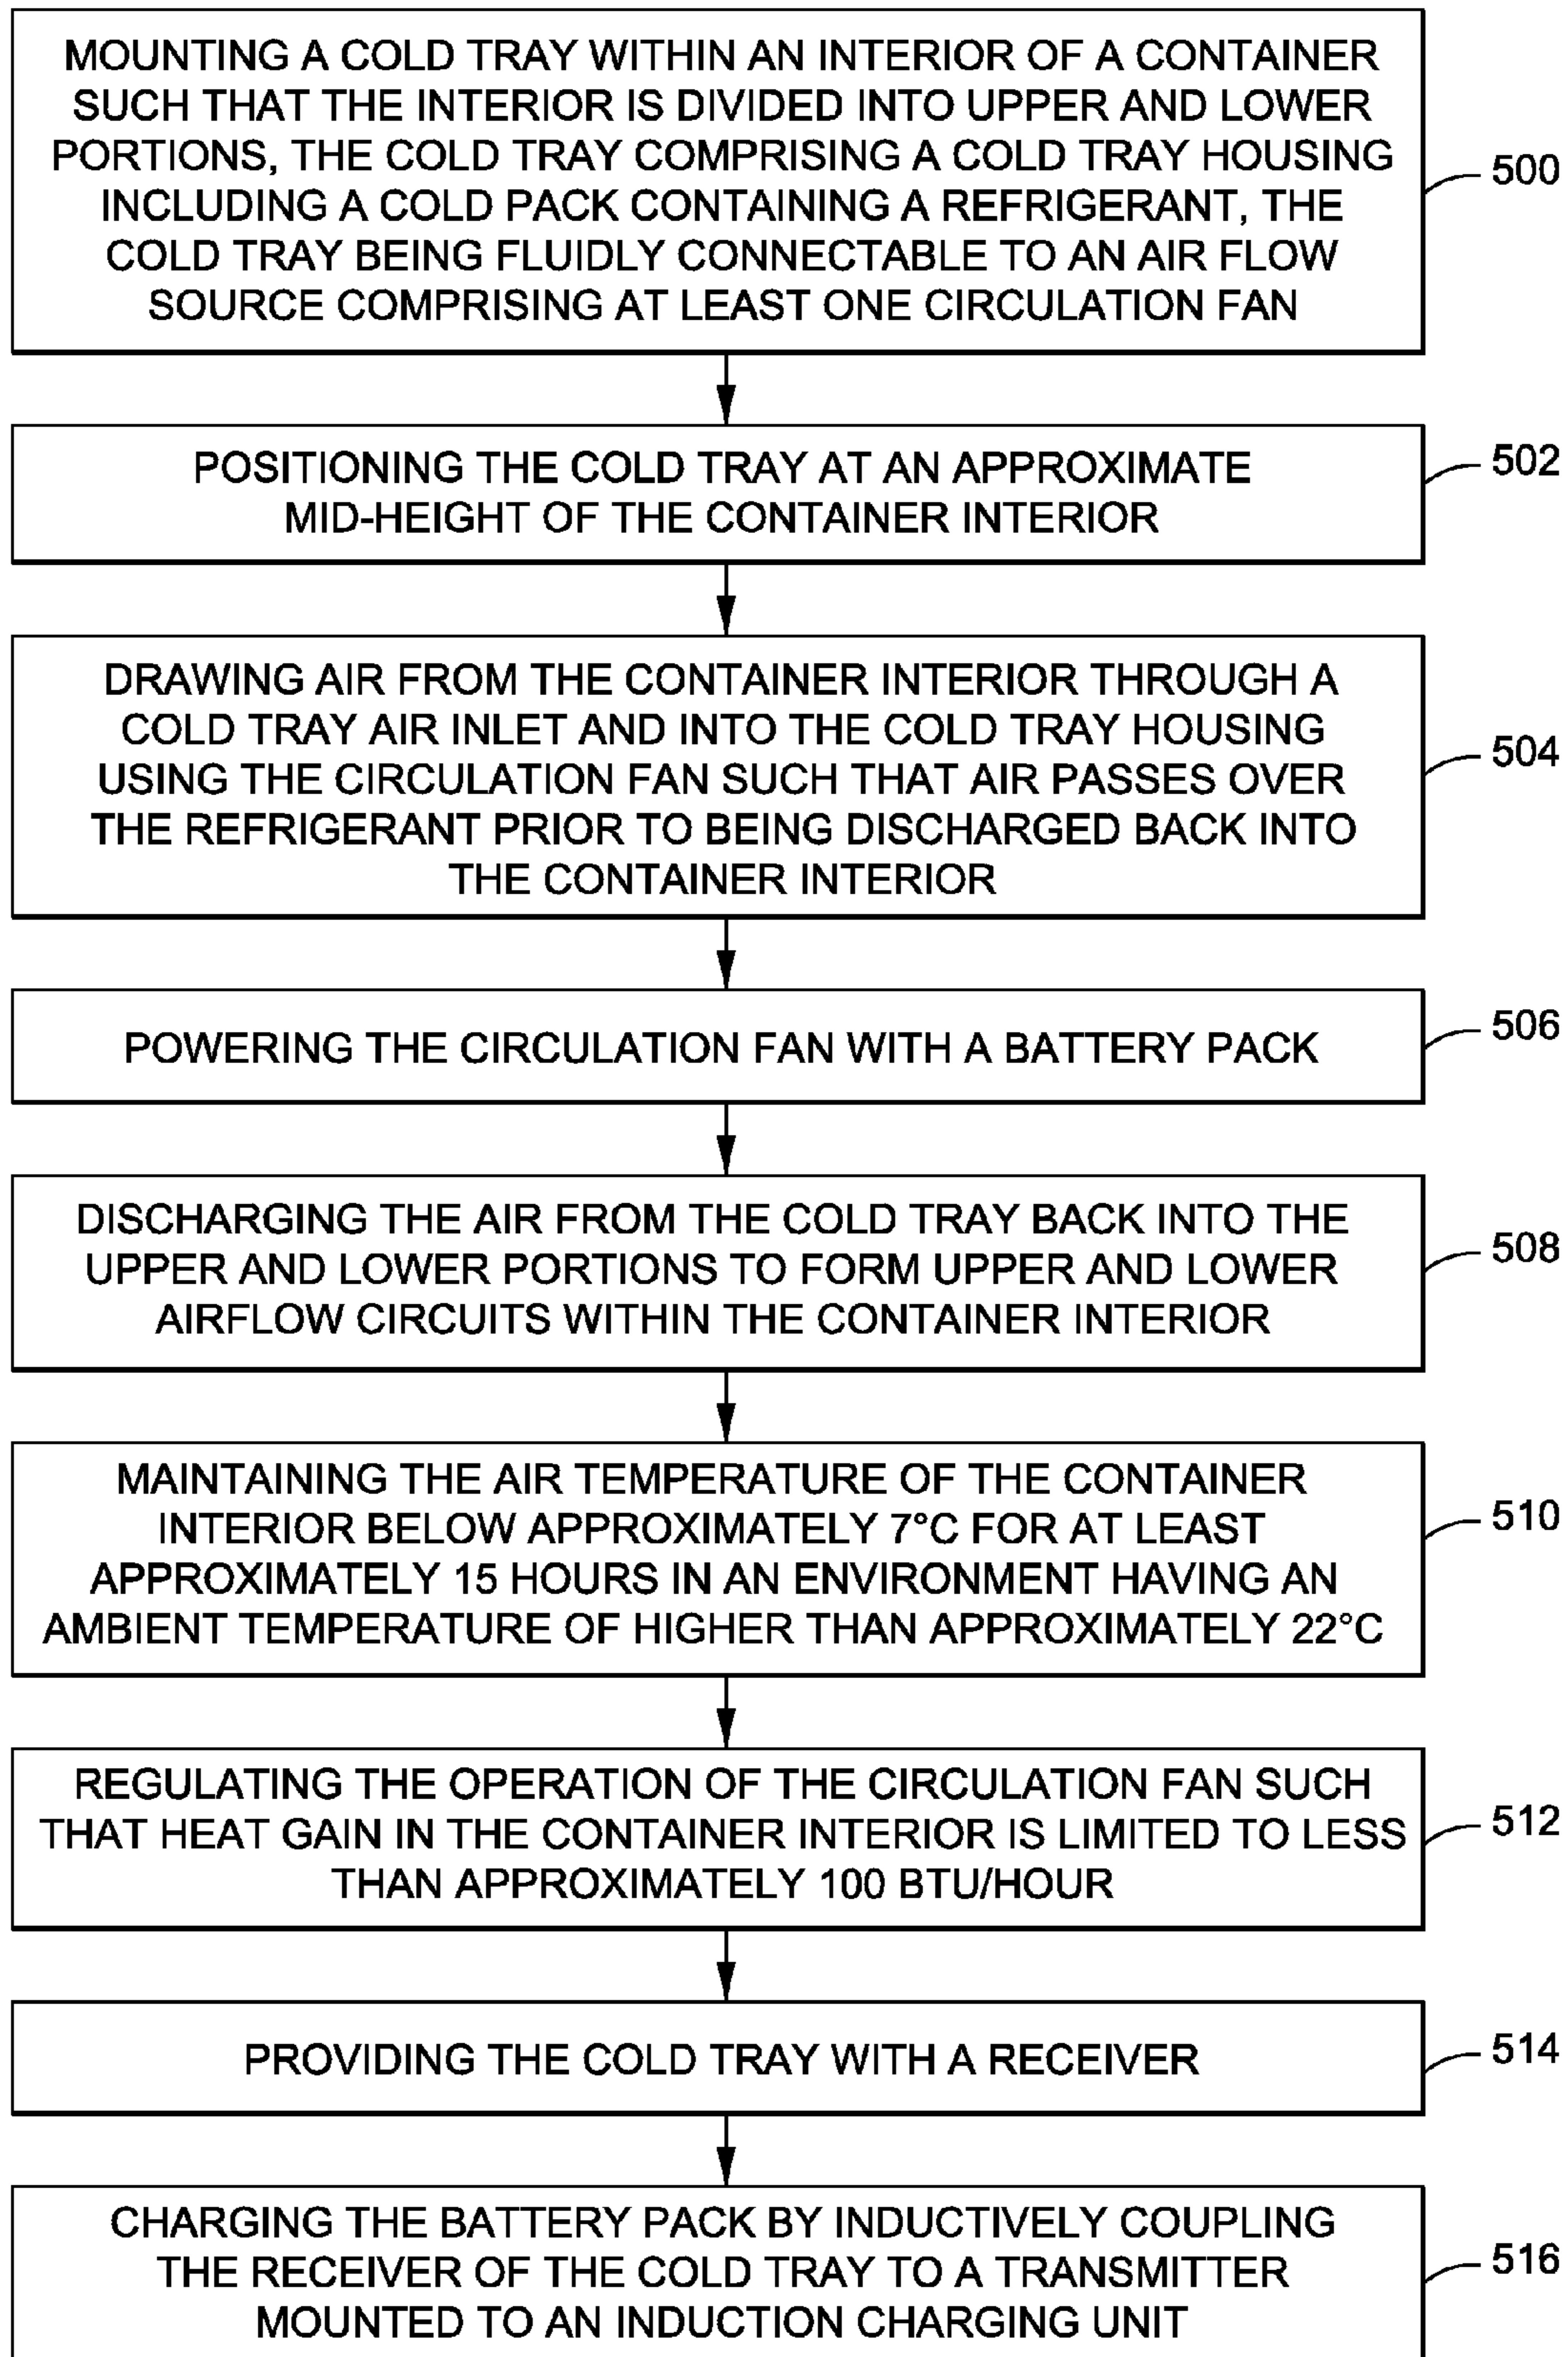 MOUNTING A COLD TRAY WITHIN AN INTERIOR OF A CONTAINER
SUCH THAT THE INTERIOR IS DIVIDED INTO UPPER AND LOWER
PORTIONS, THE COLD TRAY COMPRISING A COLD TRAY HOUSING
INCLUDING A COLD PACK CONTAINING A REFRIGERANT, THE
COLD TRAY BEING FLUIDLY CONNECTABLE TO AN AIR FLOW
SOURCE COMPRISING AT LEAST ONE CIRCULATION FAN
500
POSITIONING THE COLD TRAY AT AN APPROXIMATE
MID-HEIGHT OF THE CONTAINER INTERIOR
502
DRAWING AIR FROM THE CONTAINER INTERIOR THROUGH A
COLD TRAY AIR INLET AND INTO THE COLD TRAY HOUSING
USING THE CIRCULATION FAN SUCH THAT AIR PASSES OVER
THE REFRIGERANT PRIOR TO BEING DISCHARGED BACK INTO
THE CONTAINER INTERIOR
504
POWERING THE CIRCULATION FAN WITH A BATTERY PACK
506
DISCHARGING THE AIR FROM THE COLD TRAY BACK INTO THE
UPPER AND LOWER PORTIONS TO FORM UPPER AND LOWER
AIRFLOW CIRCUITS WITHIN THE CONTAINER INTERIOR
508
MAINTAINING THE AIR TEMPERATURE OF THE CONTAINER
INTERIOR BELOW APPROXIMATELY 7°C FOR AT LEAST
APPROXIMATELY 15 HOURS IN AN ENVIRONMENT HAVING AN
AMBIENT TEMPERATURE OF HIGHER THAN APPROXIMATELY 22°C
510
REGULATING THE OPERATION OF THE CIRCULATION FAN SUCH
THAT HEAT GAIN IN THE CONTAINER INTERIOR IS LIMITED TO LESS
THAN APPROXIMATELY 100 BTU/HOUR
512
PROVIDING THE COLD TRAY WITH A RECEIVER
514
CHARGING THE BATTERY PACK BY INDUCTIVELY COUPLING
THE RECEIVER OF THE COLD TRAY TO A TRANSMITTER
MOUNTED TO AN INDUCTION CHARGING UNIT
516